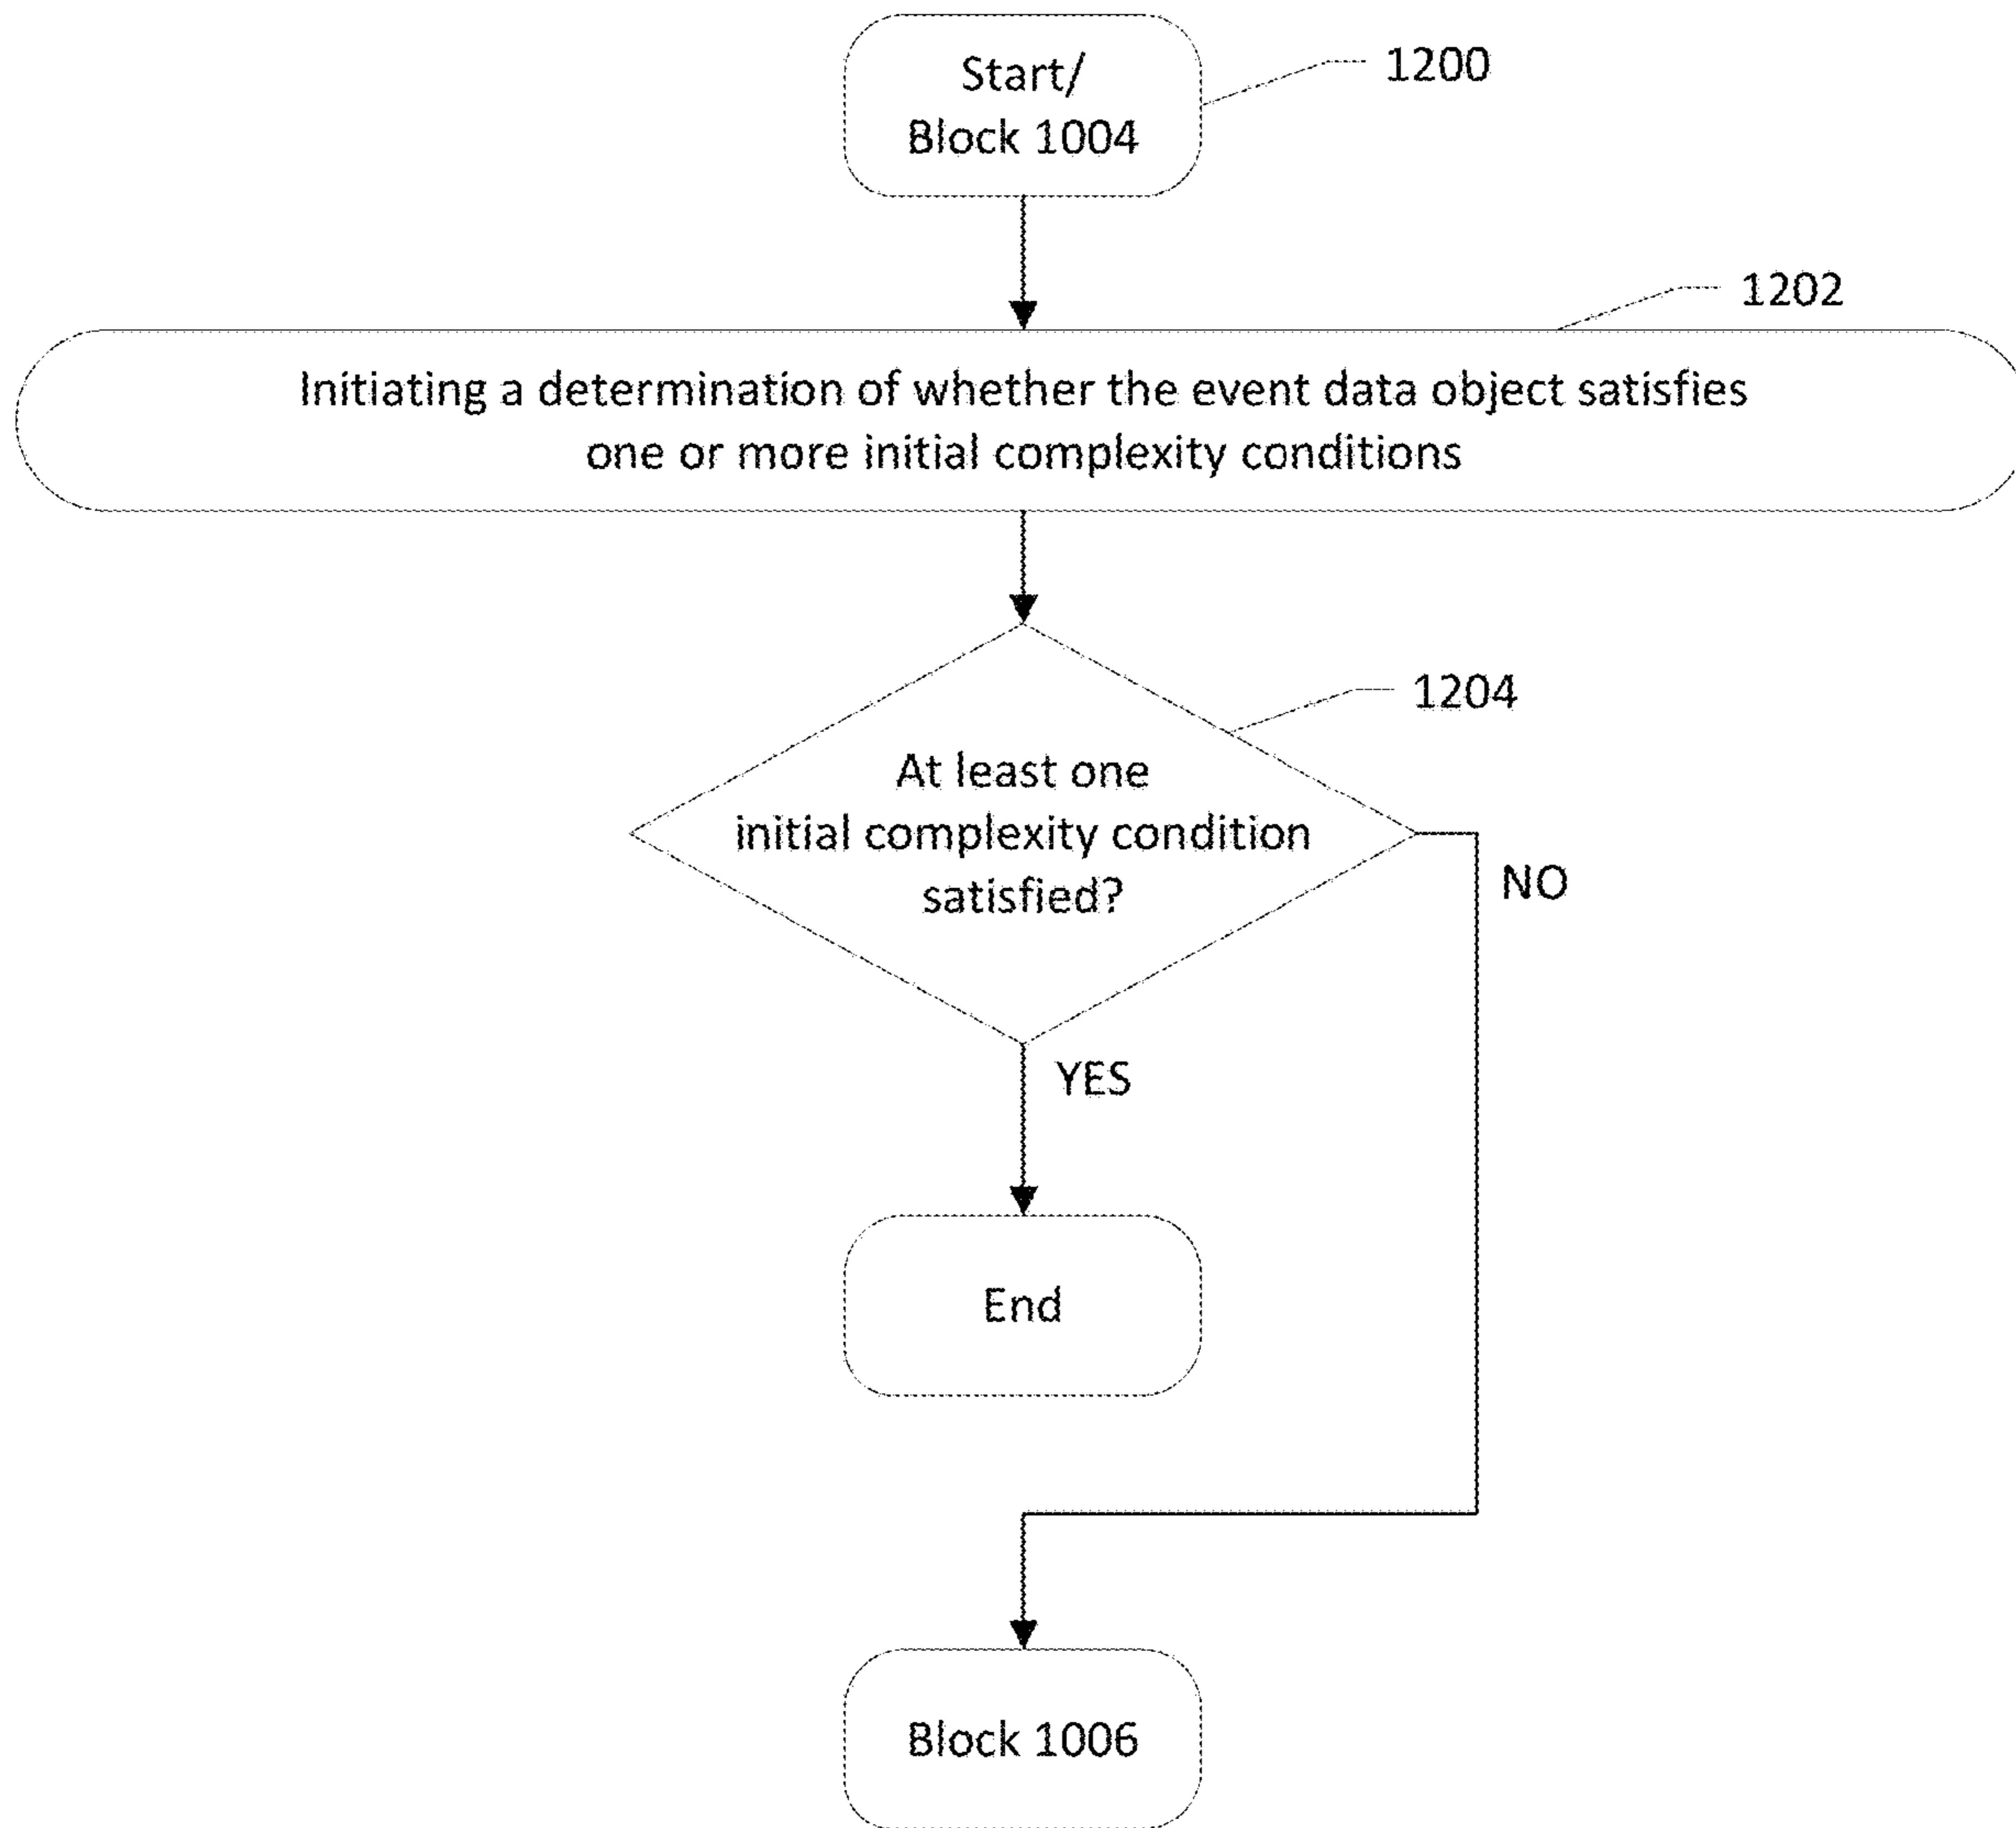 Start/
Block 1004
1200
1202
Initiating a determination of whether the event data object satisfies
one or more initial complexity conditions
1204
At least one
initial complexity condition
satisfied?
NO
YES
End
Block 1006